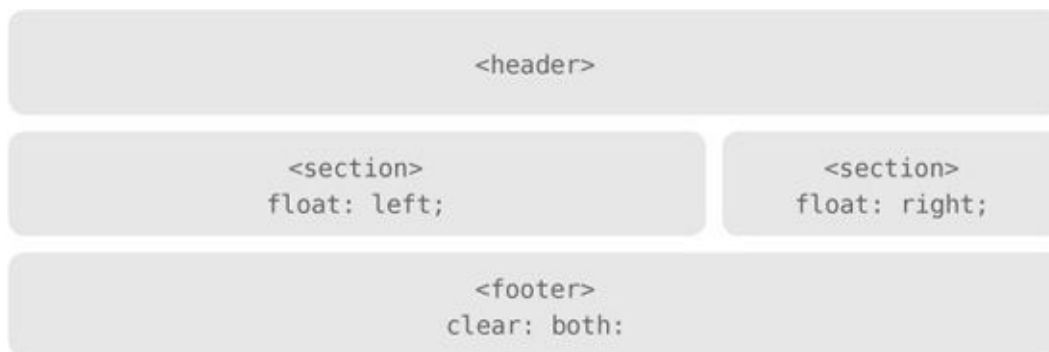 <header>
<section>
float: left;
<section>
float: right;
<footer>
clear: both: